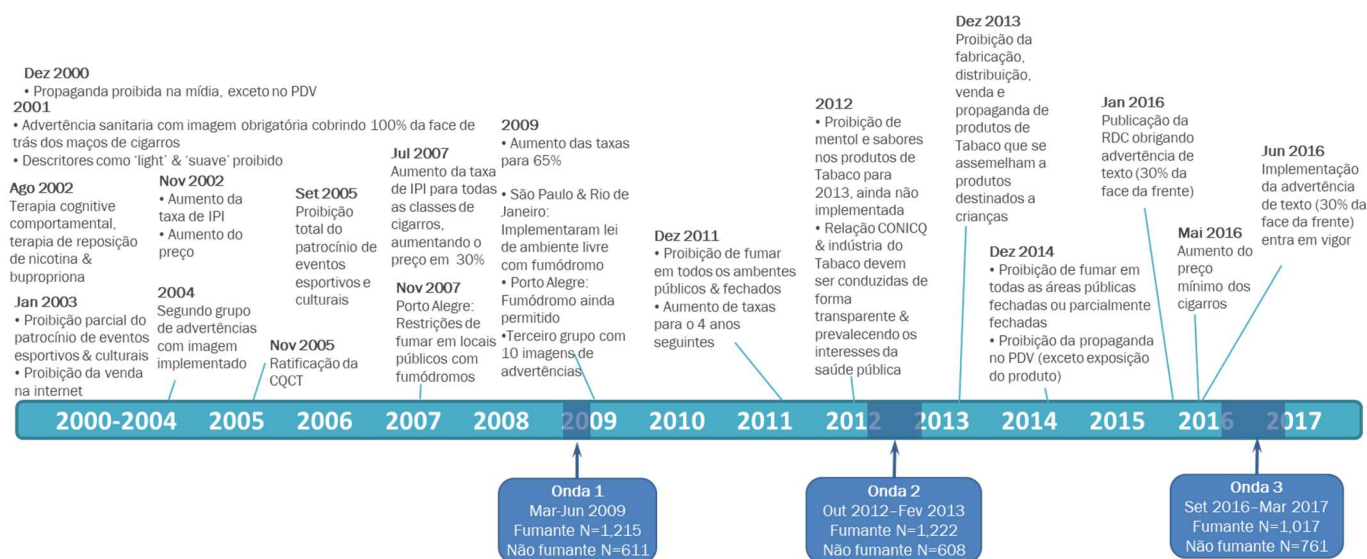 Dez 2000
• Propaganda proibida na mídia, exceto no PDV
2001
• Advertência sanitaria com imagem obrigatória cobrindo 100% da face de
trás dos maços de cigarros
• Descritores como 'light' & 'suave' proibido
Ago 2002
Terapia cognitive
comportamental,
terapia de reposição
de nicotina &
bupropriona
Jan 2003
• Proibição parcial do
patrocínio de eventos
esportivos & culturais
• Proibição da venda
na internet
Nov 2002
• Aumento da
taxa de IPI
• Aumento do
preço
2004
Segundo grupo
de advertências
com imagem
implementado
Set 2005
Proibição
total do
patrocínio de
eventos
esportivos e
culturais
Nov 2005
Ratificação da
CQCT
Jul 2007
Aumento da taxa
de IPI para todas
as classes de
cigarros,
aumentando o
preço em 30%
Nov 2007
Porto Alegre:
Restrições de
fumar em locais
públicos com
fumódromos
2009
• Aumento das taxas
para 65%
• São Paulo & Rio de
Janeiro:
Implementaram lei
de ambiente livre
com fumódromo
• Porto Alegre:
Fumódromo ainda
permitido
•Terceiro grupo com
10 imagens de
advertências
Dez 2011
• Proibição de fumar
em todos os ambentes
públicos & fechados
• Aumento de taxas
para o 4 anos
seguintes
2012
• Proibição de
mentol e sabores
nos produtos de
Tabaco para
2013, ainda não
implementada
• Relação CONICQ
& indústria do
Tabaco devem
ser conduzidas de
forma
transparente &
prevalecendo os
interesses da
saúde pública
Dez 2013
Proibição da
fabricação,
distribuição,
venda e
propaganda de
produtos de
Tabaco que se
assemelham a
produtos
destinados a
crianças
Dez 2014
• Proibição de fumar em
todas as áreas públicas
fechadas ou parcialmente
fechadas
• Proibição da propaganda
no PDV (exceto exposição
do produto)
Jan 2016
Publicação da
RDC obrigando
advertência de
texto (30% da
face da frente)
Mai 2016
Aumento do
preço
mínimo dos
cigarros
Jun 2016
Implementação
da advertência
de texto (30% da
face da frente)
entra em vigor
2000-2004 2005 2006 2007 2008 2009 2010 2011 2012 2013 2014 2015 2016 2017
Onda 1
Mar-Jun 2009
Fumante N=1,215
Não fumante N=611
Onda 2
Out 2012–Fev 2013
Fumante N=1,222
Não fumante N=608
Onda 3
Set 2016–Mar 2017
Fumante N=1,017
Não fumante N=761